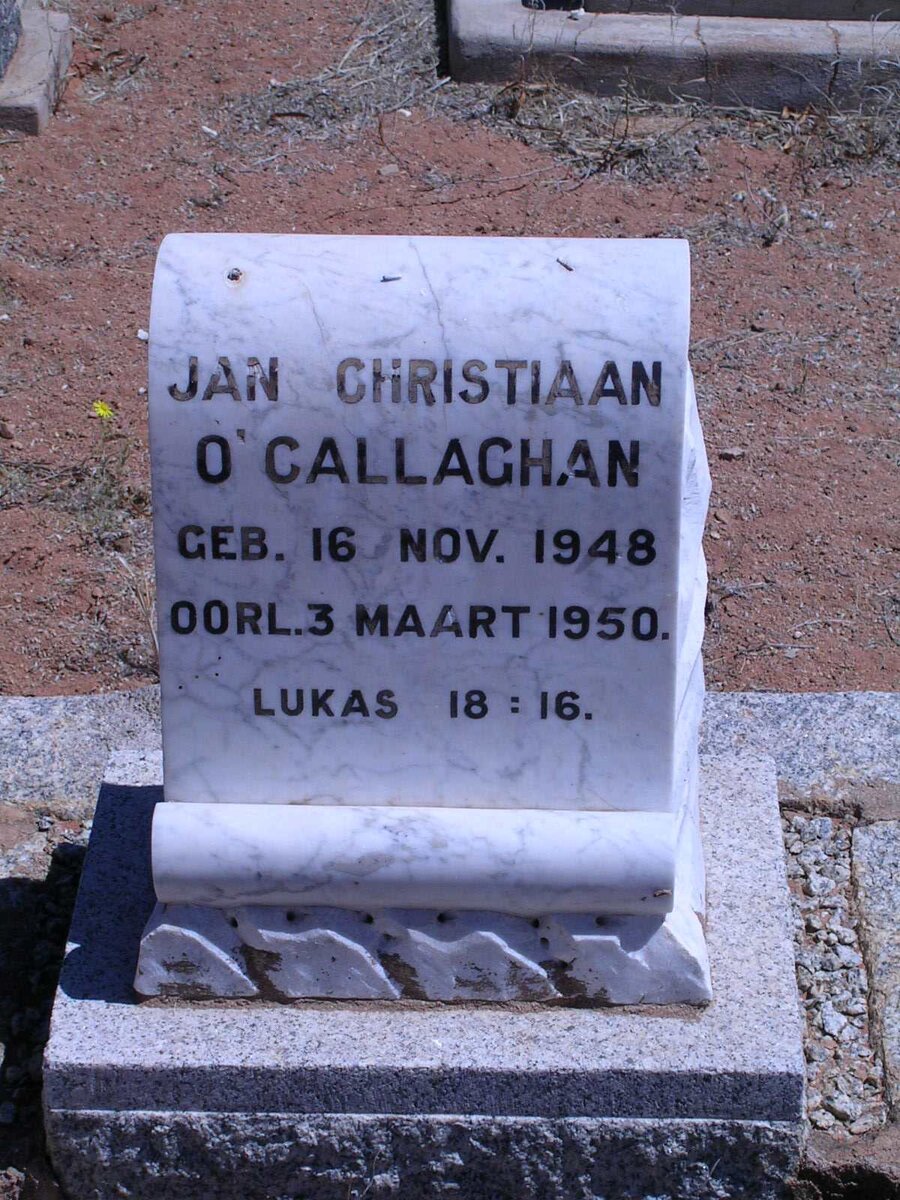 JAN CHRISTIAAN
O'CALLAGHAN
GEB. 16 NOV. 1948
OORL. 3 MAART 1950.
LUKAS 18 : 16.